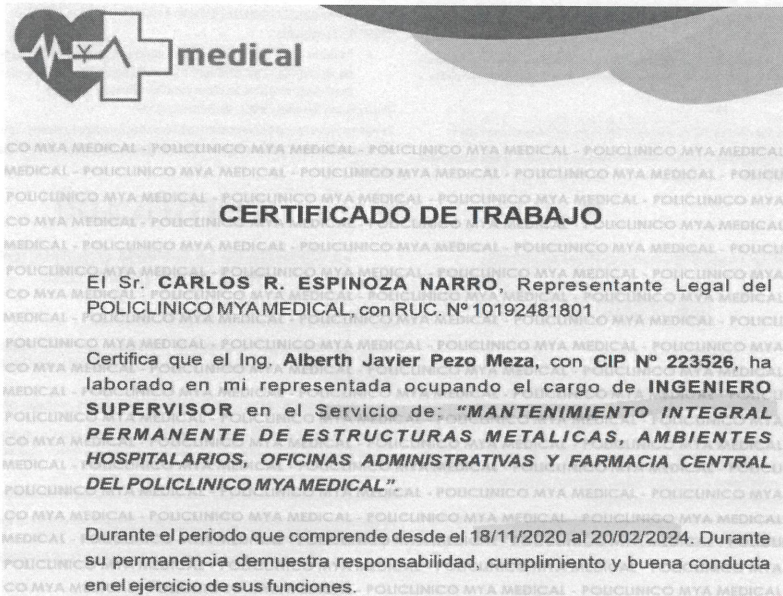 medical
CERTIFICADO DE TRABAJO
El Sr. CARLOS R. ESPINOZA NARRO, Representante Legal del
POLICLINICO MYA MEDICAL, con RUC. Nº 10192481801
Certifica que el Ing. Alberth Javier Pezo Meza, con CIP Nº 223526, ha
laborado en mi representada ocupando el cargo de INGENIERO
SUPERVISOR en el Servicio de: "MANTENIMIENTO INTEGRAL
PERMANENTE DE ESTRUCTURAS METALICAS, AMBIENTES
HOSPITALARIOS, OFICINAS ADMINISTRATIVAS Y FARMACIA CENTRAL
DEL POLICLINICO MYA MEDICAL".
Durante el periodo que comprende desde el 18/11/2020 al 20/02/2024. Durante
su permanencia demuestra responsabilidad, cumplimiento y buena conducta
en el ejercicio de sus funciones.